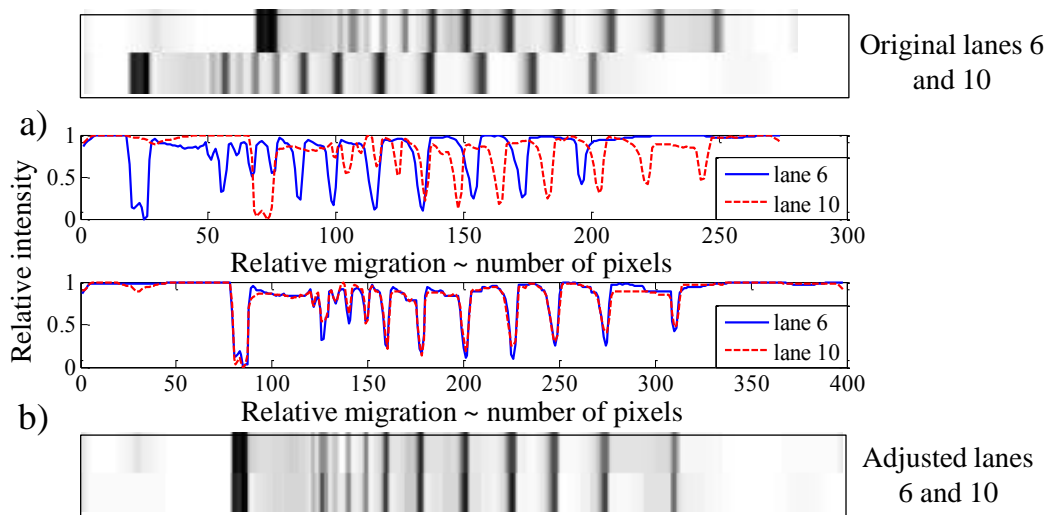 Original lanes 6
and 10
a)
Relative intensity
1
0.5
0
lane 6
lane 10
0 50 100 150 200 250 300
Relative migration ~ number of pixels
1
0.5
0
lane 6
lane 10
0 50 100 150 200 250 300 350 400
b)
Relative migration ~ number of pixels
Adjusted lanes
6 and 10